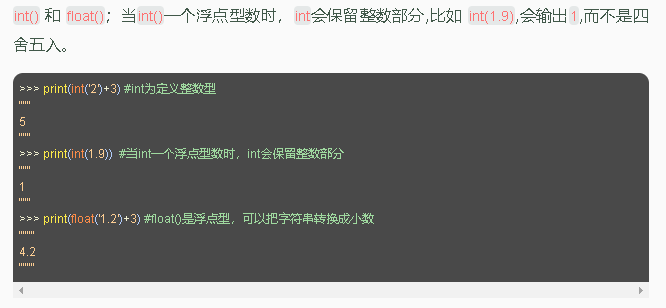 int() 和 float()；当int()一个浮点型数时，int会保留整数部分,比如 int(1.9),会输出1,而不是四
舍五入。
>>> print(int('2')+3) #int为定义整数型
"""
5
"""
>>> print(int(1.9))  #当int一个浮点型数时，int会保留整数部分
"""
1
"""
>>> print(float('1.2')+3) #float()是浮点型，可以把字符串转换成小数
""""
4.2
""""